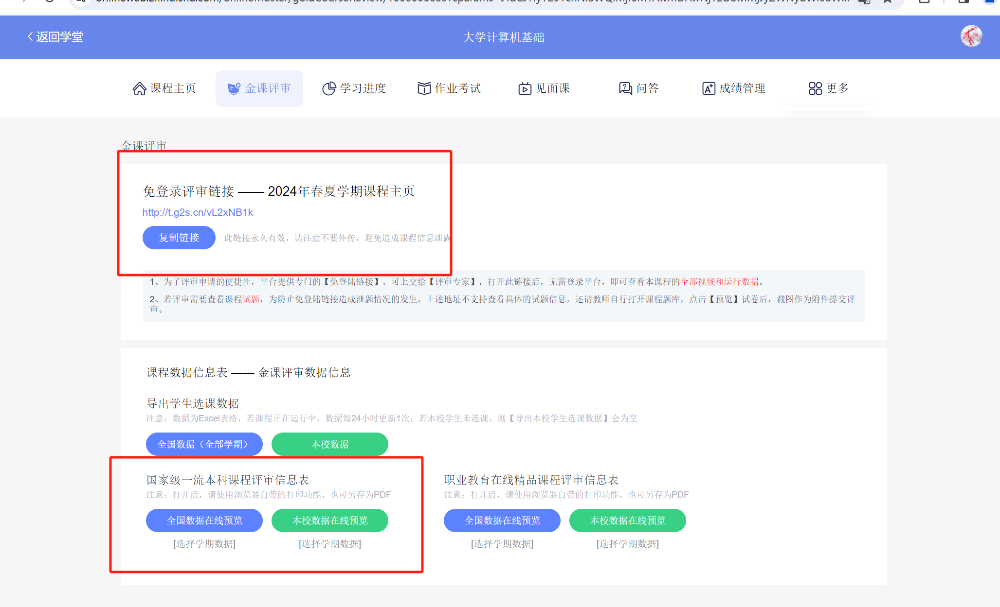 返回学堂
大学计算机基础
课程主页
金课评审
学习进度
作业考试
见面课
问答
成绩管理
更多
金课评审
免登录评审链接 —— 2024年春夏学期课程主页
http://t.g2s.cn/vL2xNB1k
复制链接
此链接永久有效，请注意不要外传，避免造成课程信息泄露
1、为了评审申请的便捷性，平台提供专门的【免登陆链接】，可上交给【评审专家】，打开此链接后，无需登录平台，即可查看本课程的全部视频和运行数据。
2、若评审需要查看课程试题，为防止免登陆链接造成泄题情况的发生，上述地址不支持查看具体的试题信息，还请教师自行打开课程题库，点击【预览】试卷后，截图作为附件提交评
审。
课程数据信息表 —— 金课评审数据信息
导出学生选课数据
注意：数据为Excel表格，若课程正在运行中，数据每24小时更新1次；若本校学生未选课，则【导出本校学生选课数据】会为空
全国数据（全部学期）
本校数据
国家级一流本科课程评审信息表
注意：打开后，请使用浏览器自带的打印功能，也可另存为PDF
全国数据在线预览
本校数据在线预览
[选择学期数据]
[选择学期数据]
职业教育在线精品课程评审信息表
注意：打开后，请使用浏览器自带的打印功能，也可另存为PDF
全国数据在线预览
本校数据在线预览
[选择学期数据]
[选择学期数据]